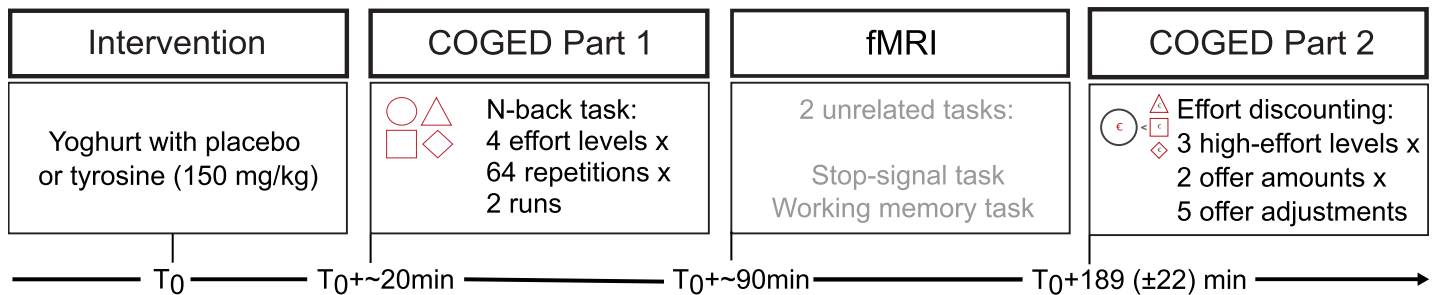 Intervention
Yoghurt with placebo
or tyrosine (150 mg/kg)
COGED Part 1
N-back task:
4 effort levels x
64 repetitions x
2 runs
fMRI
2 unrelated tasks:
Stop-signal task
Working memory task
COGED Part 2
€ < € € €
Effort discounting:
3 high-effort levels x
2 offer amounts x
5 offer adjustments
T0
T0+~20min
T0+~90min
T0+189 (±22) min